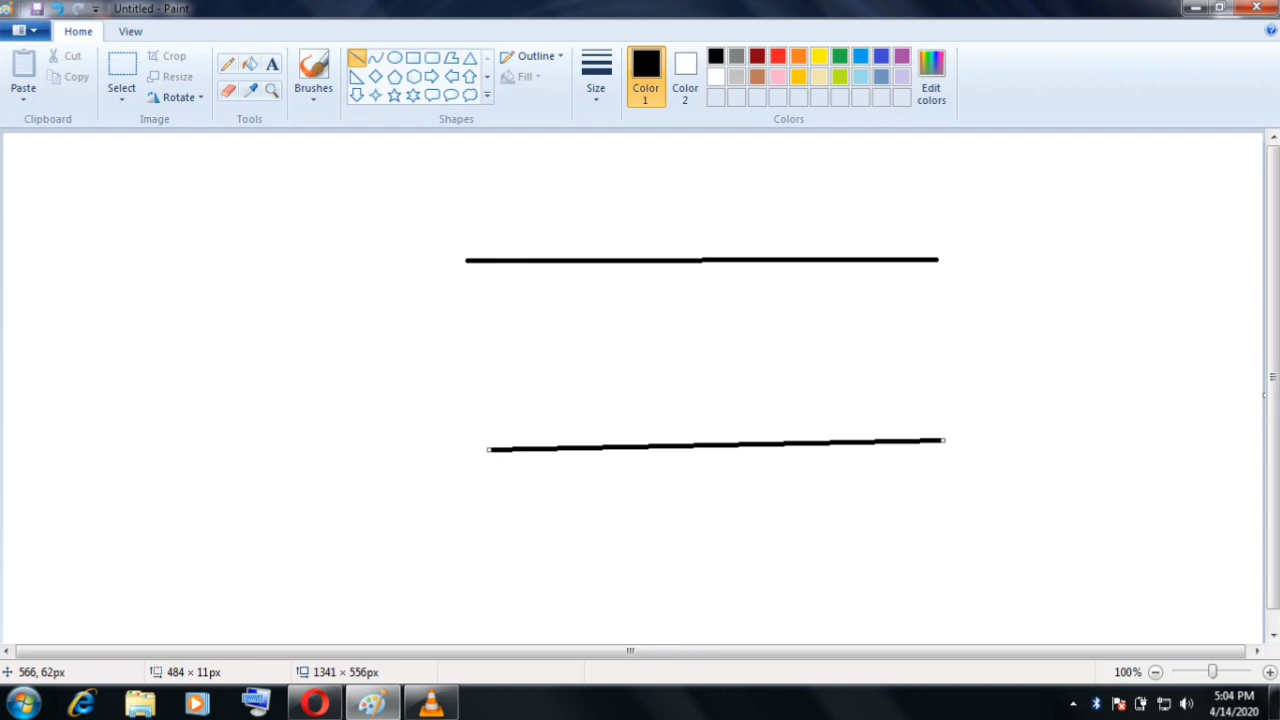 Untitled - Paint
Home
View
Paste
Cut
Copy
Clipboard
Select
Crop
Resize
Rotate
Image
A
Tools
Brushes
Outline
Fill
Shapes
Size
Color
1
Color
2
Edit
colors
Colors
566, 62px
484 × 11px
1341 × 556px
100%
5:04 PM
4/14/2020